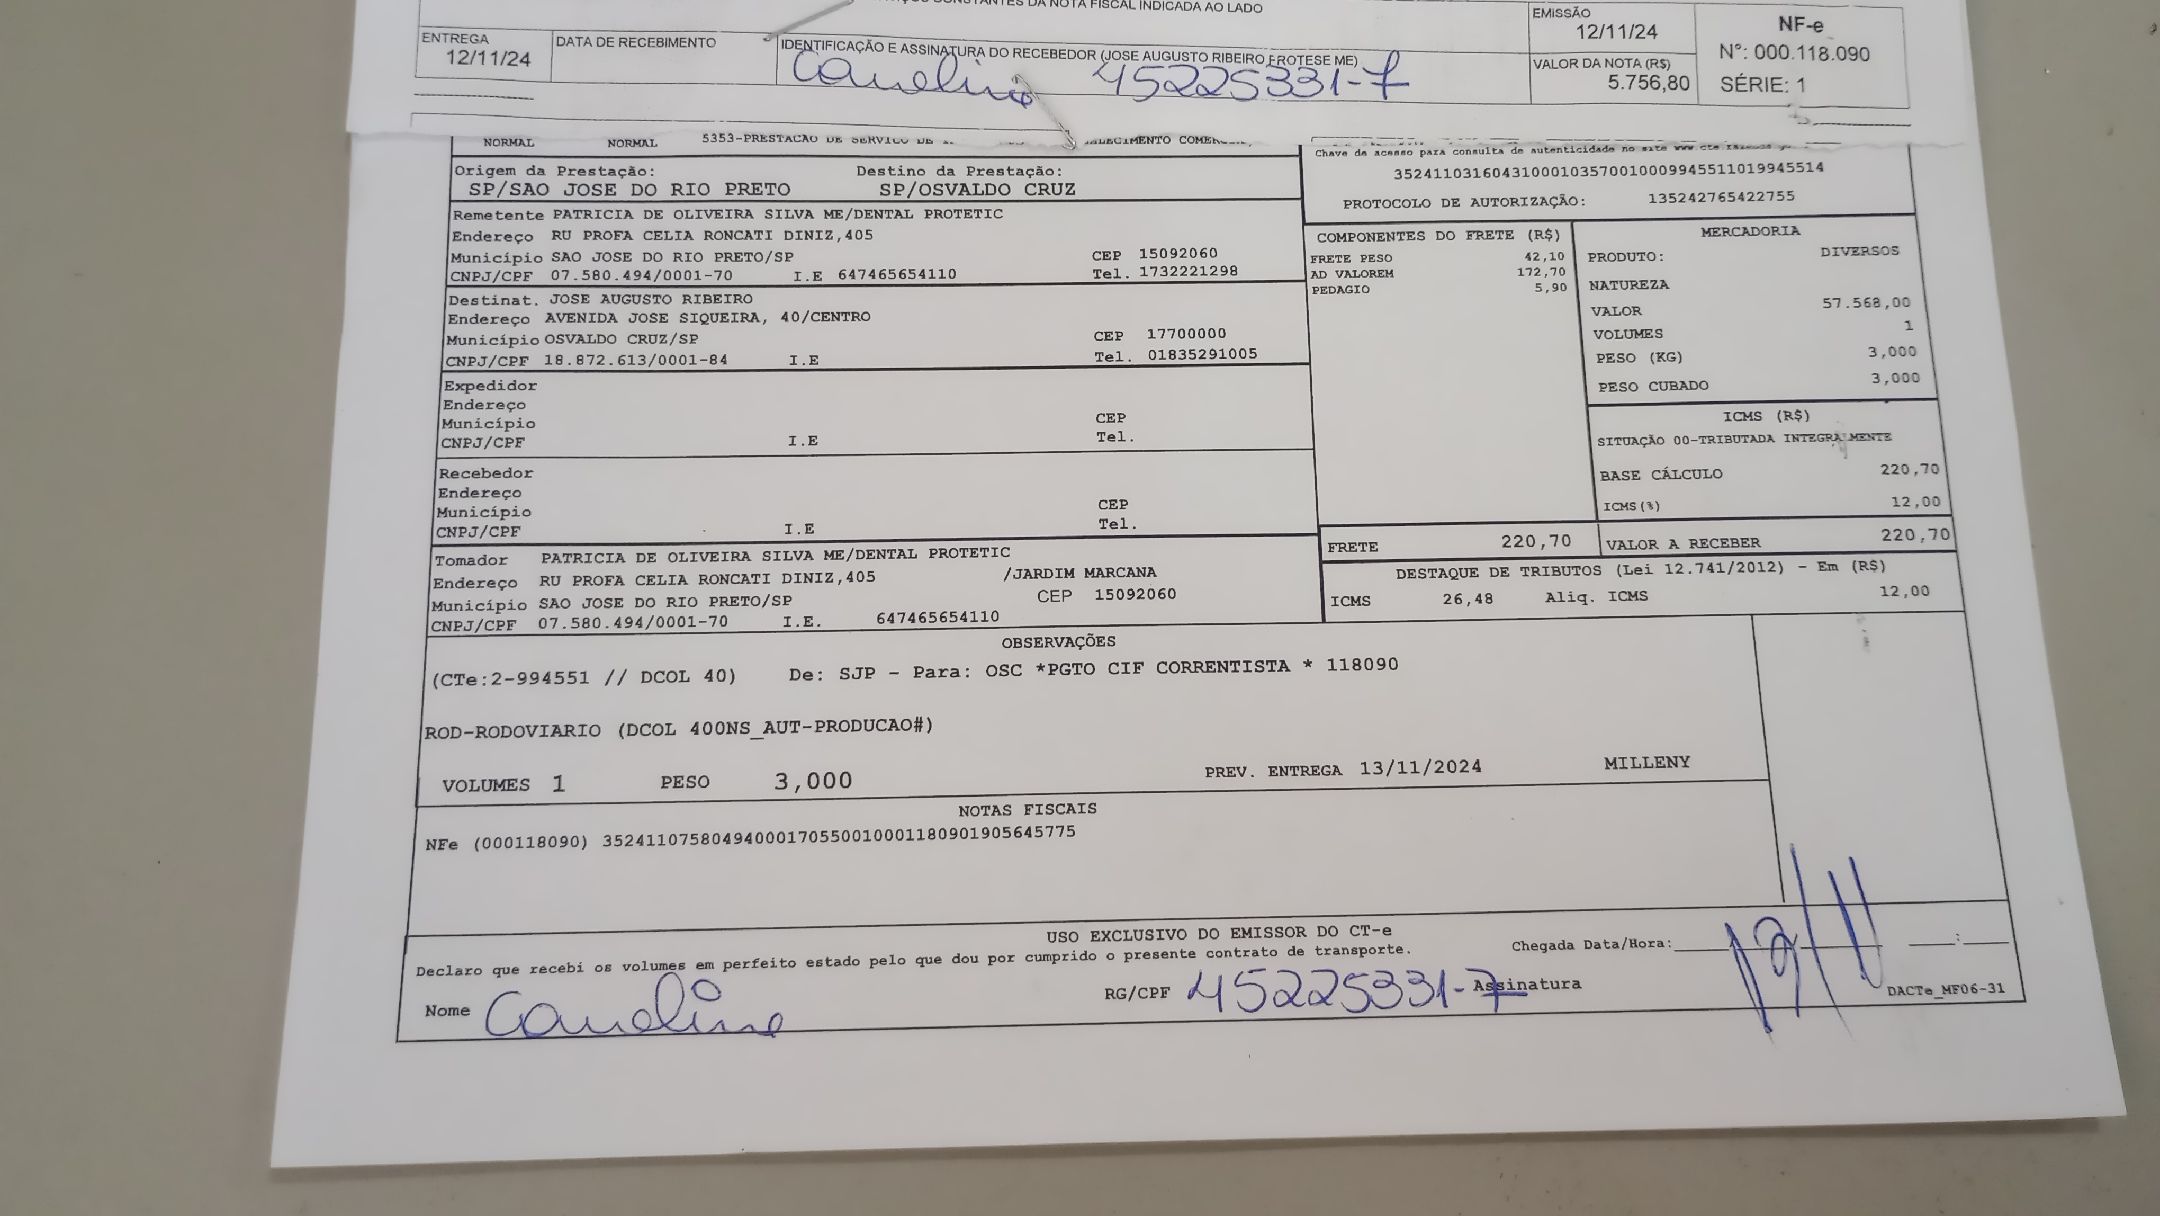 CONSTANTES DA NOTA FISCAL INDICADA AO LADO
EMISSÃO
12/11/24
NF-e
Nº: 000.118.090
SÉRIE: 1
ENTREGA
12/11/24
DATA DE RECEBIMENTO
IDENTIFICAÇÃO E ASSINATURA DO RECEBEDOR (JOSE AUGUSTO RIBEIRO PROTESE ME)
Caroline 45225331-7
VALOR DA NOTA (R$)
5.756,80
NORMAL NORMAL 5353-PRESTACAO DE SERVICO DE
Chave de acesso para consulta de autenticidade no site www.cte
35241103160431000103570010009945511019945514
PROTOCOLO DE AUTORIZAÇÃO: 135242765422755
Origem da Prestação: Destino da Prestação:
SP/SAO JOSE DO RIO PRETO SP/OSVALDO CRUZ
Remetente PATRICIA DE OLIVEIRA SILVA ME/DENTAL PROTETIC
Endereço RU PROFA CELIA RONCATI DINIZ,405
Município SAO JOSE DO RIO PRETO/SP CEP 15092060
CNPJ/CPF 07.580.494/0001-70 I.E 647465654110 Tel. 1732221298
Destinat. JOSE AUGUSTO RIBEIRO
Endereço AVENIDA JOSE SIQUEIRA, 40/CENTRO
Município OSVALDO CRUZ/SP CEP 17700000
CNPJ/CPF 18.872.613/0001-84 I.E Tel. 01835291005
Expedidor
Endereço
Município CEP
CNPJ/CPF I.E Tel.
Recebedor
Endereço
Município CEP
CNPJ/CPF I.E Tel.
Tomador PATRICIA DE OLIVEIRA SILVA ME/DENTAL PROTETIC
Endereço RU PROFA CELIA RONCATI DINIZ,405 /JARDIM MARCANA
Município SAO JOSE DO RIO PRETO/SP CEP 15092060
CNPJ/CPF 07.580.494/0001-70 I.E. 647465654110
COMPONENTES DO FRETE (R$)
FRETE PESO 42,10
AD VALOREM 172,70
PEDAGIO 5,90
MERCADORIA
PRODUTO: DIVERSOS
NATUREZA
VALOR 57.568,00
VOLUMES 1
PESO (KG) 3,000
PESO CUBADO 3,000
ICMS (R$)
SITUAÇÃO 00-TRIBUTADA INTEGRALMENTE
BASE CÁLCULO 220,70
ICMS(%) 12,00
FRETE 220,70 VALOR A RECEBER 220,70
DESTAQUE DE TRIBUTOS (Lei 12.741/2012) - Em (R$)
ICMS 26,48 Aliq. ICMS 12,00
OBSERVAÇÕES
(CTe:2-994551 // DCOL 40) De: SJP - Para: OSC *PGTO CIF CORRENTISTA * 118090
ROD-RODOVIARIO (DCOL 400NS_AUT-PRODUCAO#)
VOLUMES 1 PESO 3,000 PREV. ENTREGA 13/11/2024 MILLENY
NOTAS FISCAIS
NFe (000118090) 35241107580494000170550010001180901905645775
USO EXCLUSIVO DO EMISSOR DO CT-e
Declaro que recebi os volumes em perfeito estado pelo que dou por cumprido o presente contrato de transporte. Chegada Data/Hora: ____ __:__
Nome Caroline RG/CPF 45225331-7 Assinatura
DACTe_MF06-31